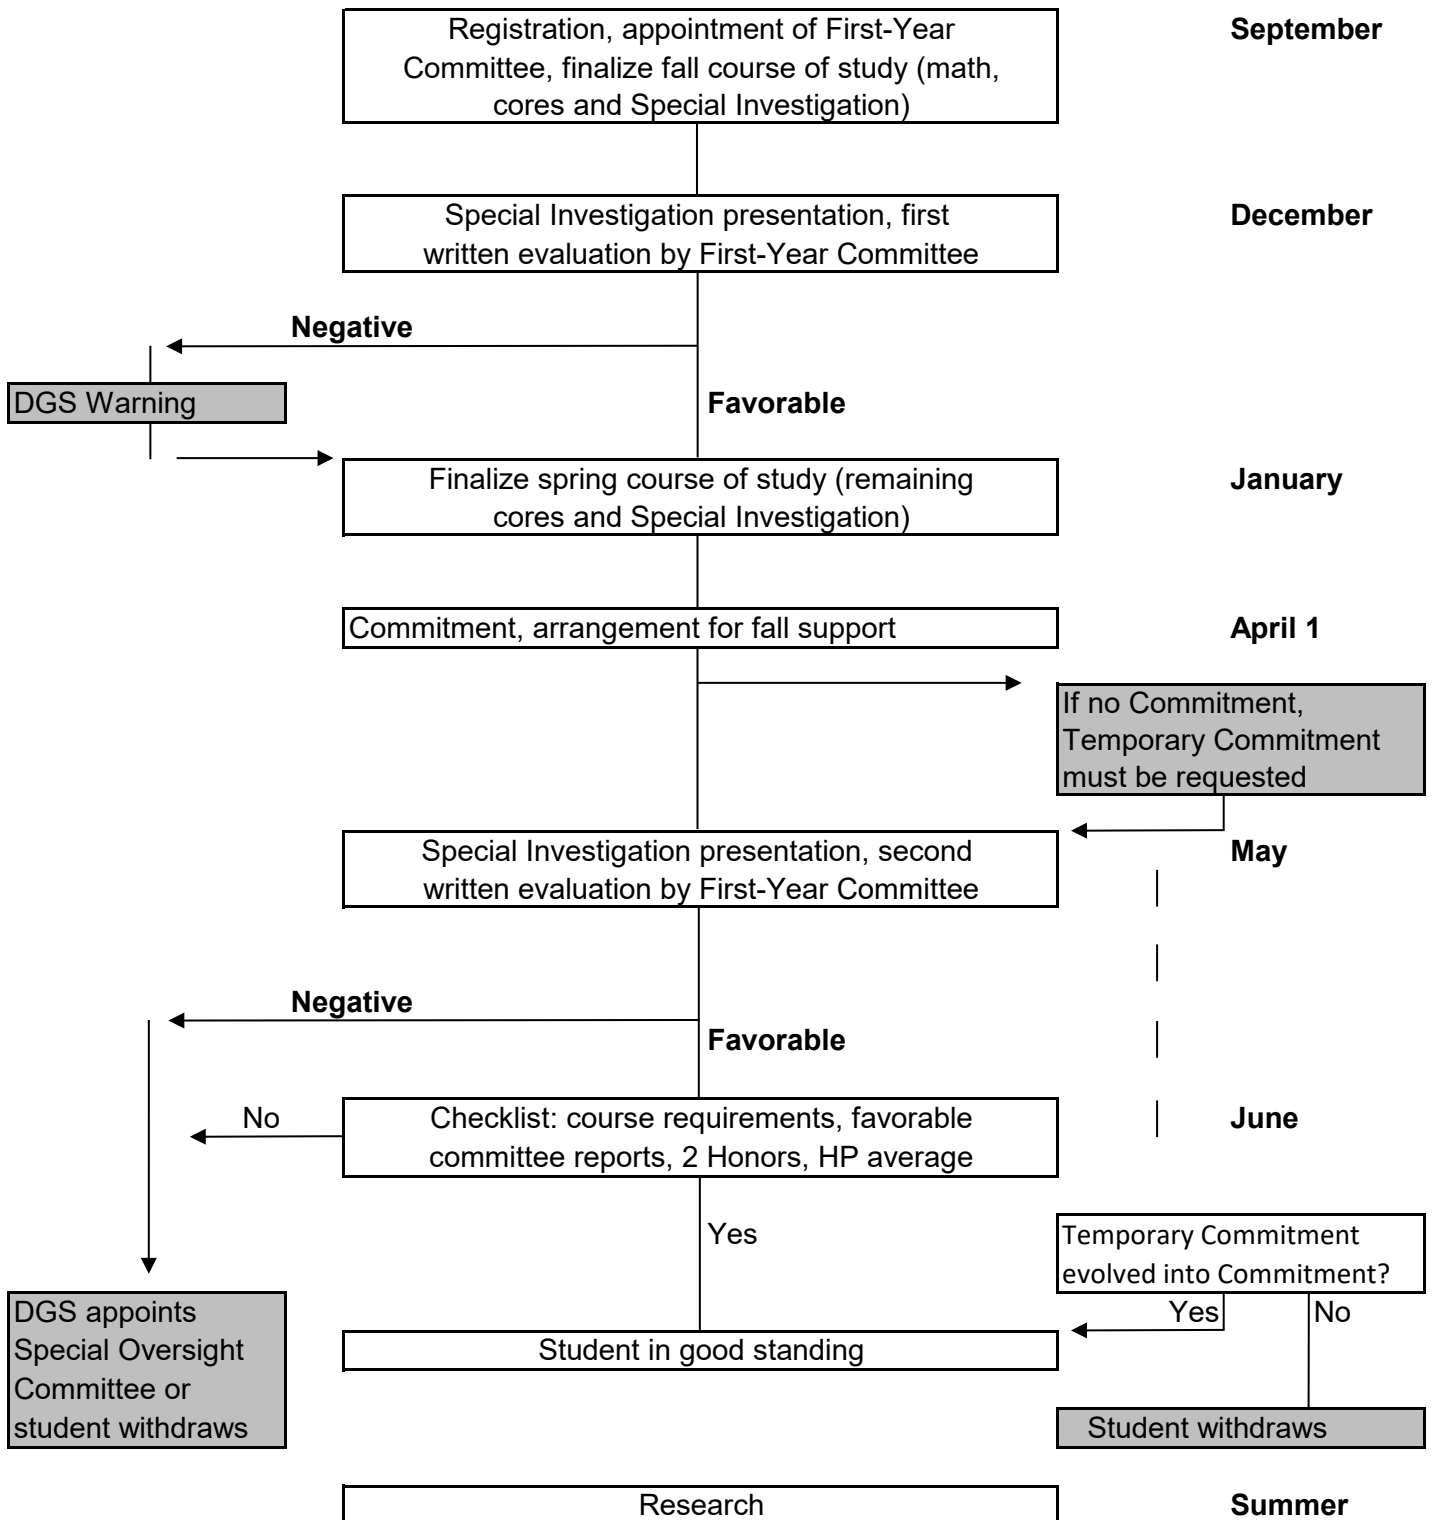 Registration, appointment of First-Year
Committee, finalize fall course of study (math,
cores and Special Investigation)
September
Special Investigation presentation, first
written evaluation by First-Year Committee
December
Negative
DGS Warning
Favorable
Finalize spring course of study (remaining
cores and Special Investigation)
January
Commitment, arrangement for fall support
April 1
If no Commitment,
Temporary Commitment
must be requested
Special Investigation presentation, second
written evaluation by First-Year Committee
May
Negative
Favorable
No
Checklist: course requirements, favorable
committee reports, 2 Honors, HP average
June
Yes
Temporary Commitment
evolved into Commitment?
Yes
No
DGS appoints
Special Oversight
Committee or
student withdraws
Student in good standing
Student withdraws
Research
Summer